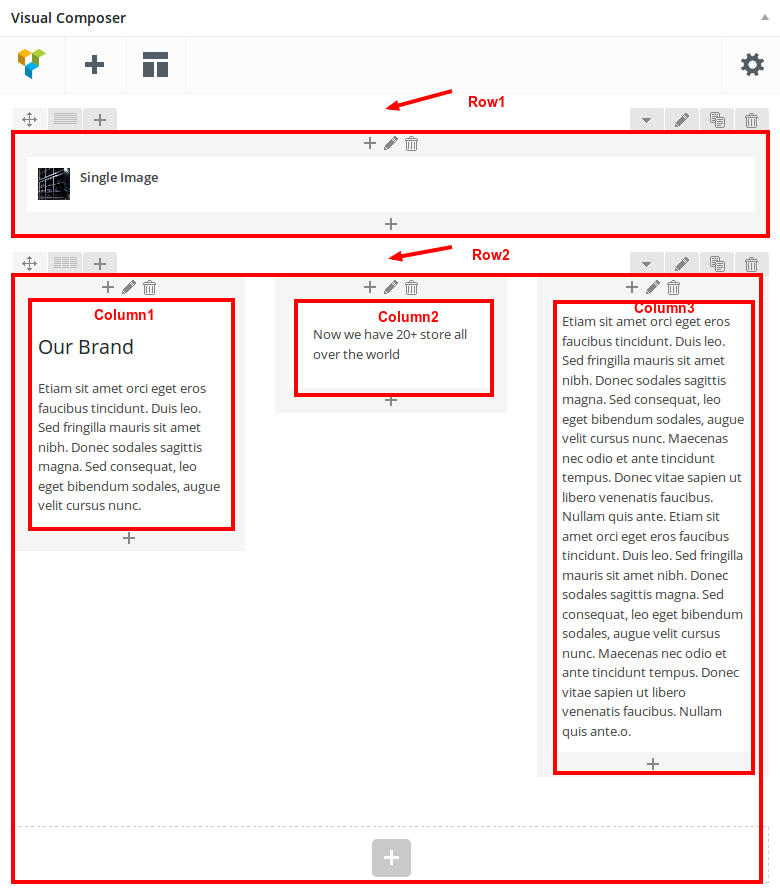 Visual Composer
Row1
Single Image
Row2
Column1
Our Brand
Etiam sit amet orci eget eros
faucibus tincidunt. Duis leo.
Sed fringilla mauris sit amet
nibh. Donec sodales sagittis
magna. Sed consequat, leo
eget bibendum sodales, augue
velit cursus nunc.
Column2
Now we have 20+ store all
over the world
Column3
Etiam sit amet orci eget eros
faucibus tincidunt. Duis leo.
Sed fringilla mauris sit amet
nibh. Donec sodales sagittis
magna. Sed consequat, leo
eget bibendum sodales, augue
velit cursus nunc. Maecenas
nec odio et ante tincidunt
tempus. Donec vitae sapien ut
libero venenatis faucibus.
Nullam quis ante. Etiam sit
amet orci eget eros faucibus
tincidunt. Duis leo. Sed fringilla
mauris sit amet nibh. Donec
sodales sagittis magna. Sed
consequat, leo eget bibendum
sodales, augue velit cursus
nunc. Maecenas nec odio et
ante tincidunt tempus. Donec
vitae sapien ut libero
venenatis faucibus. Nullam
quis ante.o.